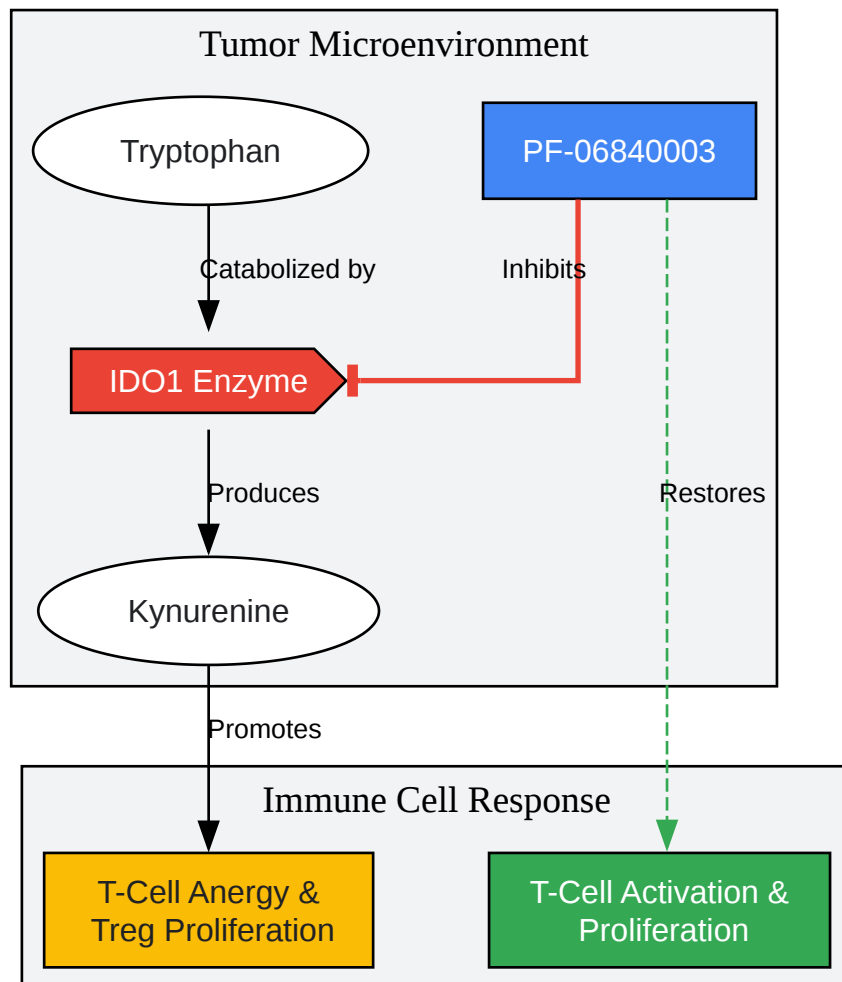 Tumor Microenvironment
Tryptophan
PF-06840003
Catabolized by
Inhibits
IDO1 Enzyme
Produces
Restores
Kynurenine
Promotes
Immune Cell Response
T-Cell Anergy &
Treg Proliferation
T-Cell Activation &
Proliferation